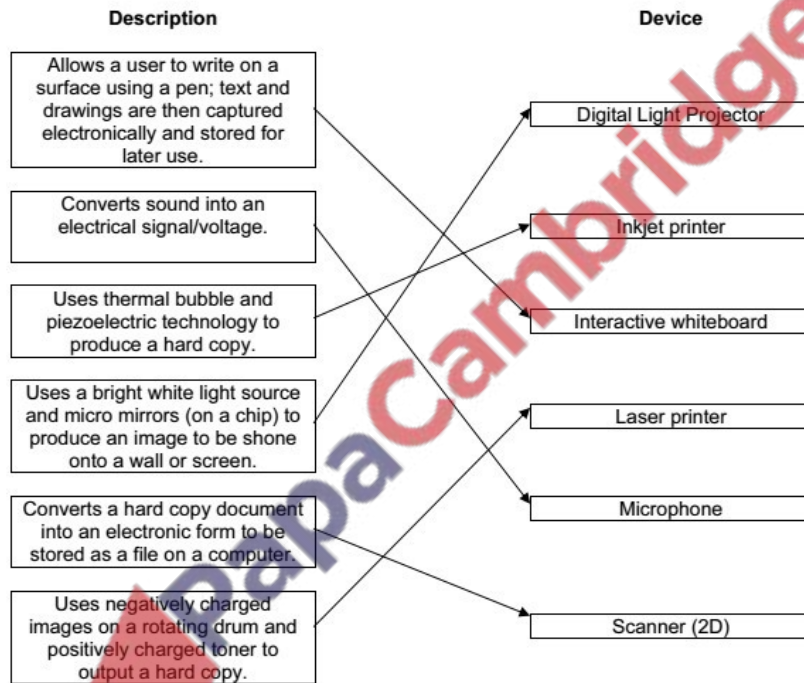 Description
Allows a user to write on a
surface using a pen; text and
drawings are then captured
electronically and stored for
later use.
Converts sound into an
electrical signal/voltage.
Uses thermal bubble and
piezoelectric technology to
produce a hard copy.
Uses a bright white light source
and micro mirrors (on a chip) to
produce an image to be shone
onto a wall or screen.
Converts a hard copy document
into an electronic form to be
stored as a file on a computer.
Uses negatively charged
images on a rotating drum and
positively charged toner to
output a hard copy.
Device
Digital Light Projector
Inkjet printer
Interactive whiteboard
Laser printer
Microphone
Scanner (2D)
PapaCambridge